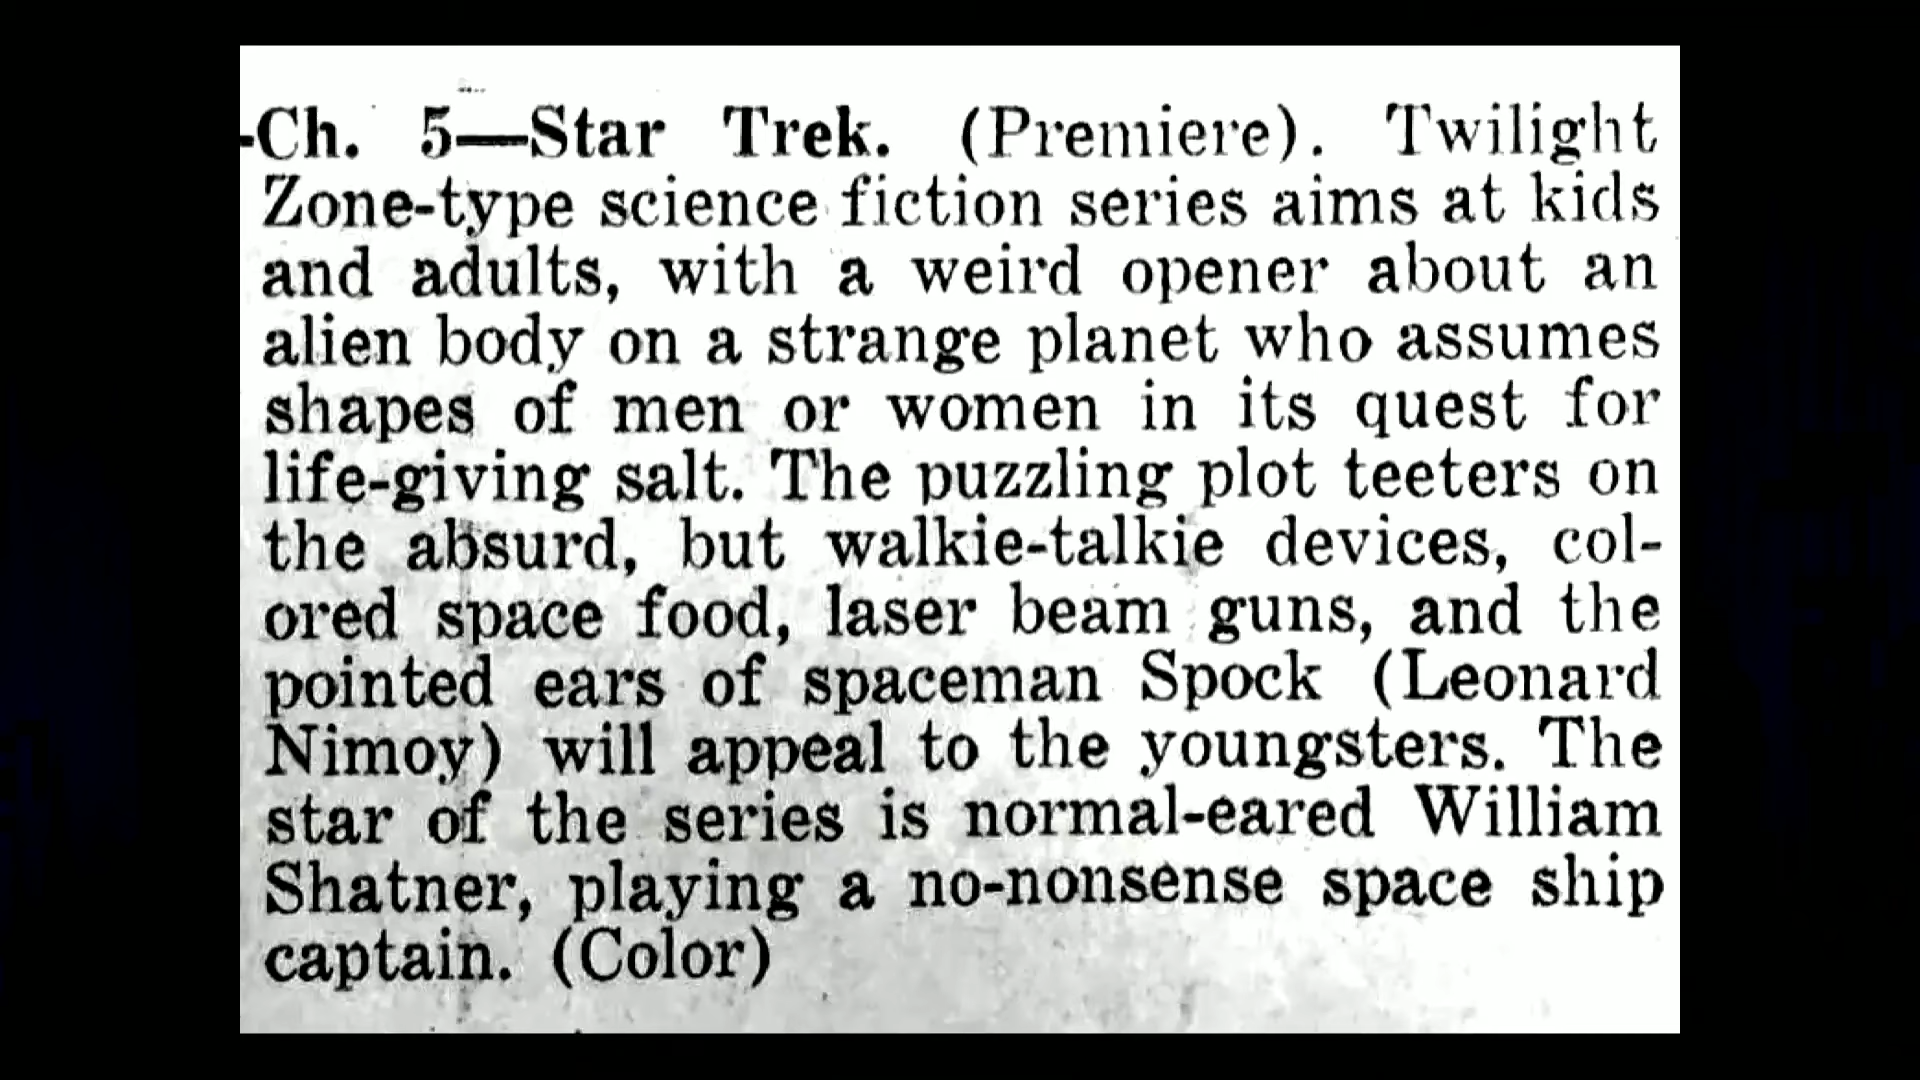 -Ch. 5—Star Trek. (Premiere). Twilight
Zone-type science fiction series aims at kids
and adults, with a weird opener about an
alien body on a strange planet who assumes
shapes of men or women in its quest for
life-giving salt. The puzzling plot teeters on
the absurd, but walkie-talkie devices, col-
ored space food, laser beam guns, and the
pointed ears of spaceman Spock (Leonard
Nimoy) will appeal to the youngsters. The
star of the series is normal-eared William
Shatner, playing a no-nonsense space ship
captain. (Color)